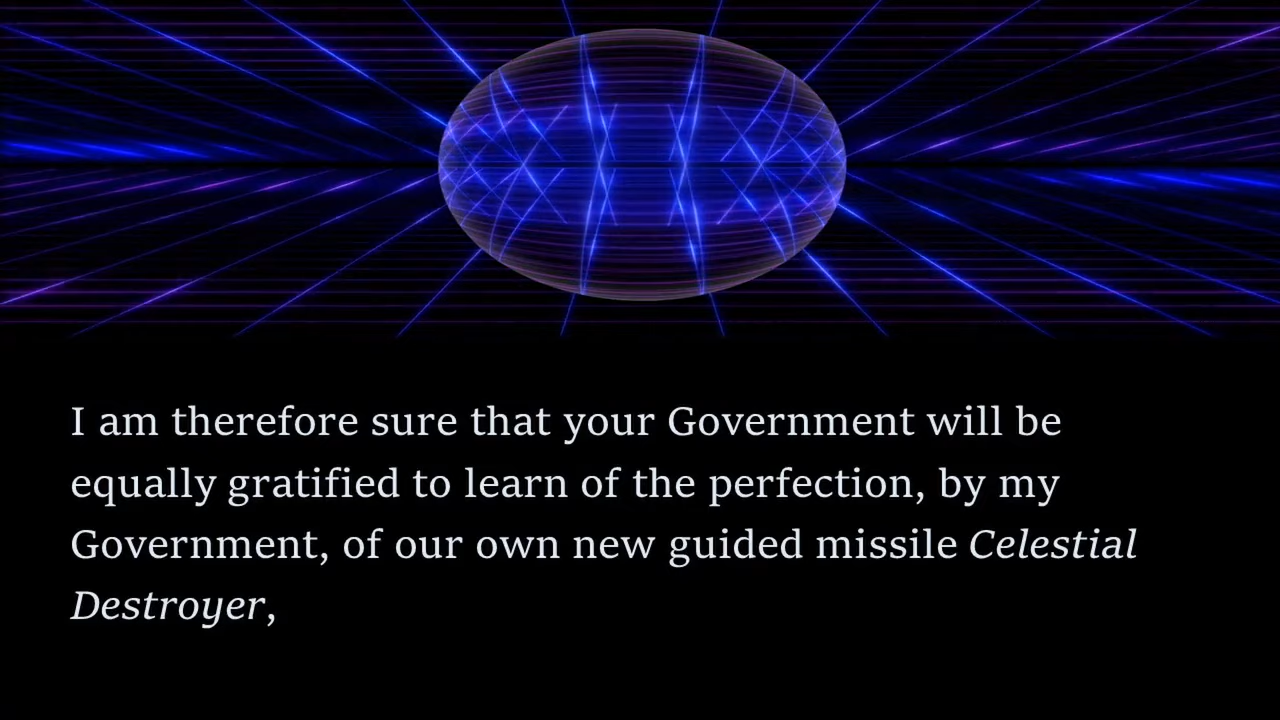 I am therefore sure that your Government will be
equally gratified to learn of the perfection, by my
Government, of our own new guided missile Celestial
Destroyer,